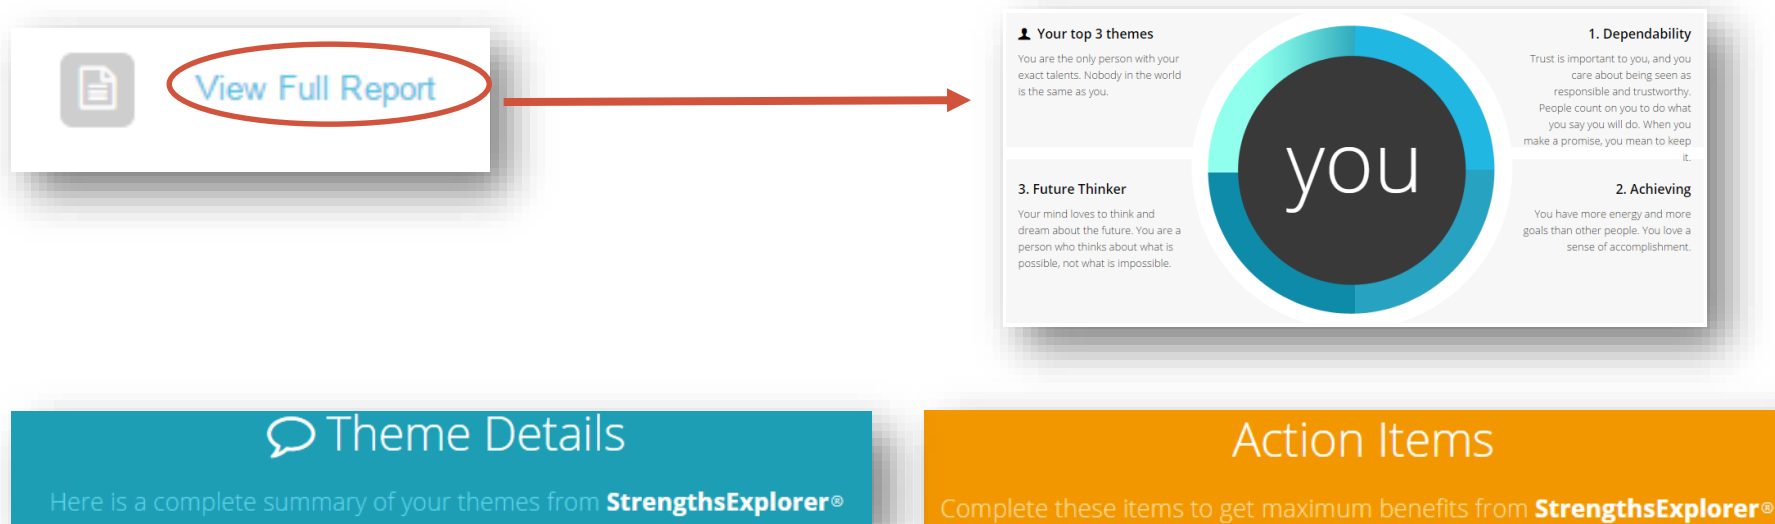 View Full Report
Your top 3 themes
You are the only person with your
exact talents. Nobody in the world
is the same as you.
1. Dependability
Trust is important to you, and you
care about being seen as
responsible and trustworthy.
People count on you to do what
you say you will do. When you
make a promise, you mean to keep
it.
you
3. Future Thinker
Your mind loves to think and
dream about the future. You are a
person who thinks about what is
possible, not what is impossible.
2. Achieving
You have more energy and more
goals than other people. You love a
sense of accomplishment.
Theme Details
Here is a complete summary of your themes from StrengthsExplorer®
Action Items
Complete these items to get maximum benefits from StrengthsExplorer®